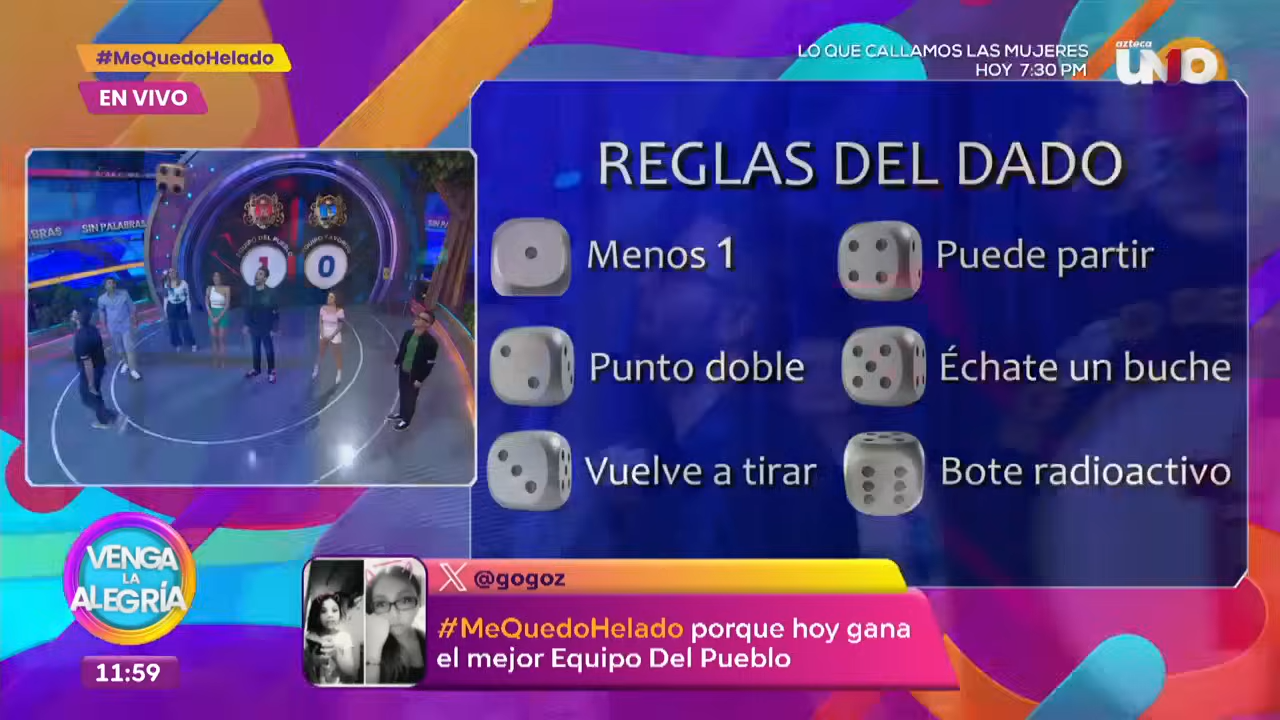 #MeQuedoHelado
EN VIVO
LO QUE CALLAMOS LAS MUJERES
HOY 7:30 PM
azteca
UNO
SIN PALABRAS
1
0
REGLAS DEL DADO
Menos 1
Puede partir
Punto doble
Échate un buche
Vuelve a tirar
Bote radioactivo
VENGA
LA
ALEGRÍA
11:59
X @gogoz
#MeQuedoHelado porque hoy gana
el mejor Equipo Del Pueblo